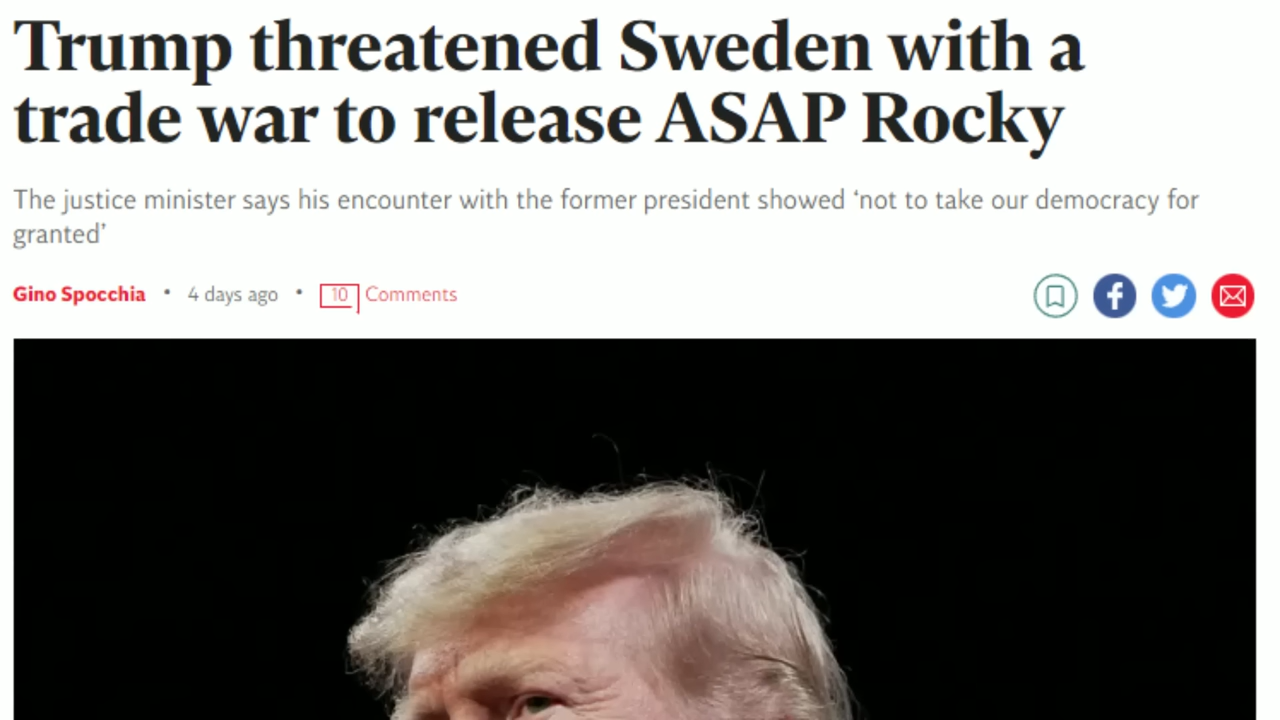 Trump threatened Sweden with a
trade war to release ASAP Rocky
The justice minister says his encounter with the former president showed ‘not to take our democracy for
granted’
Gino Spocchia • 4 days ago • 10 Comments